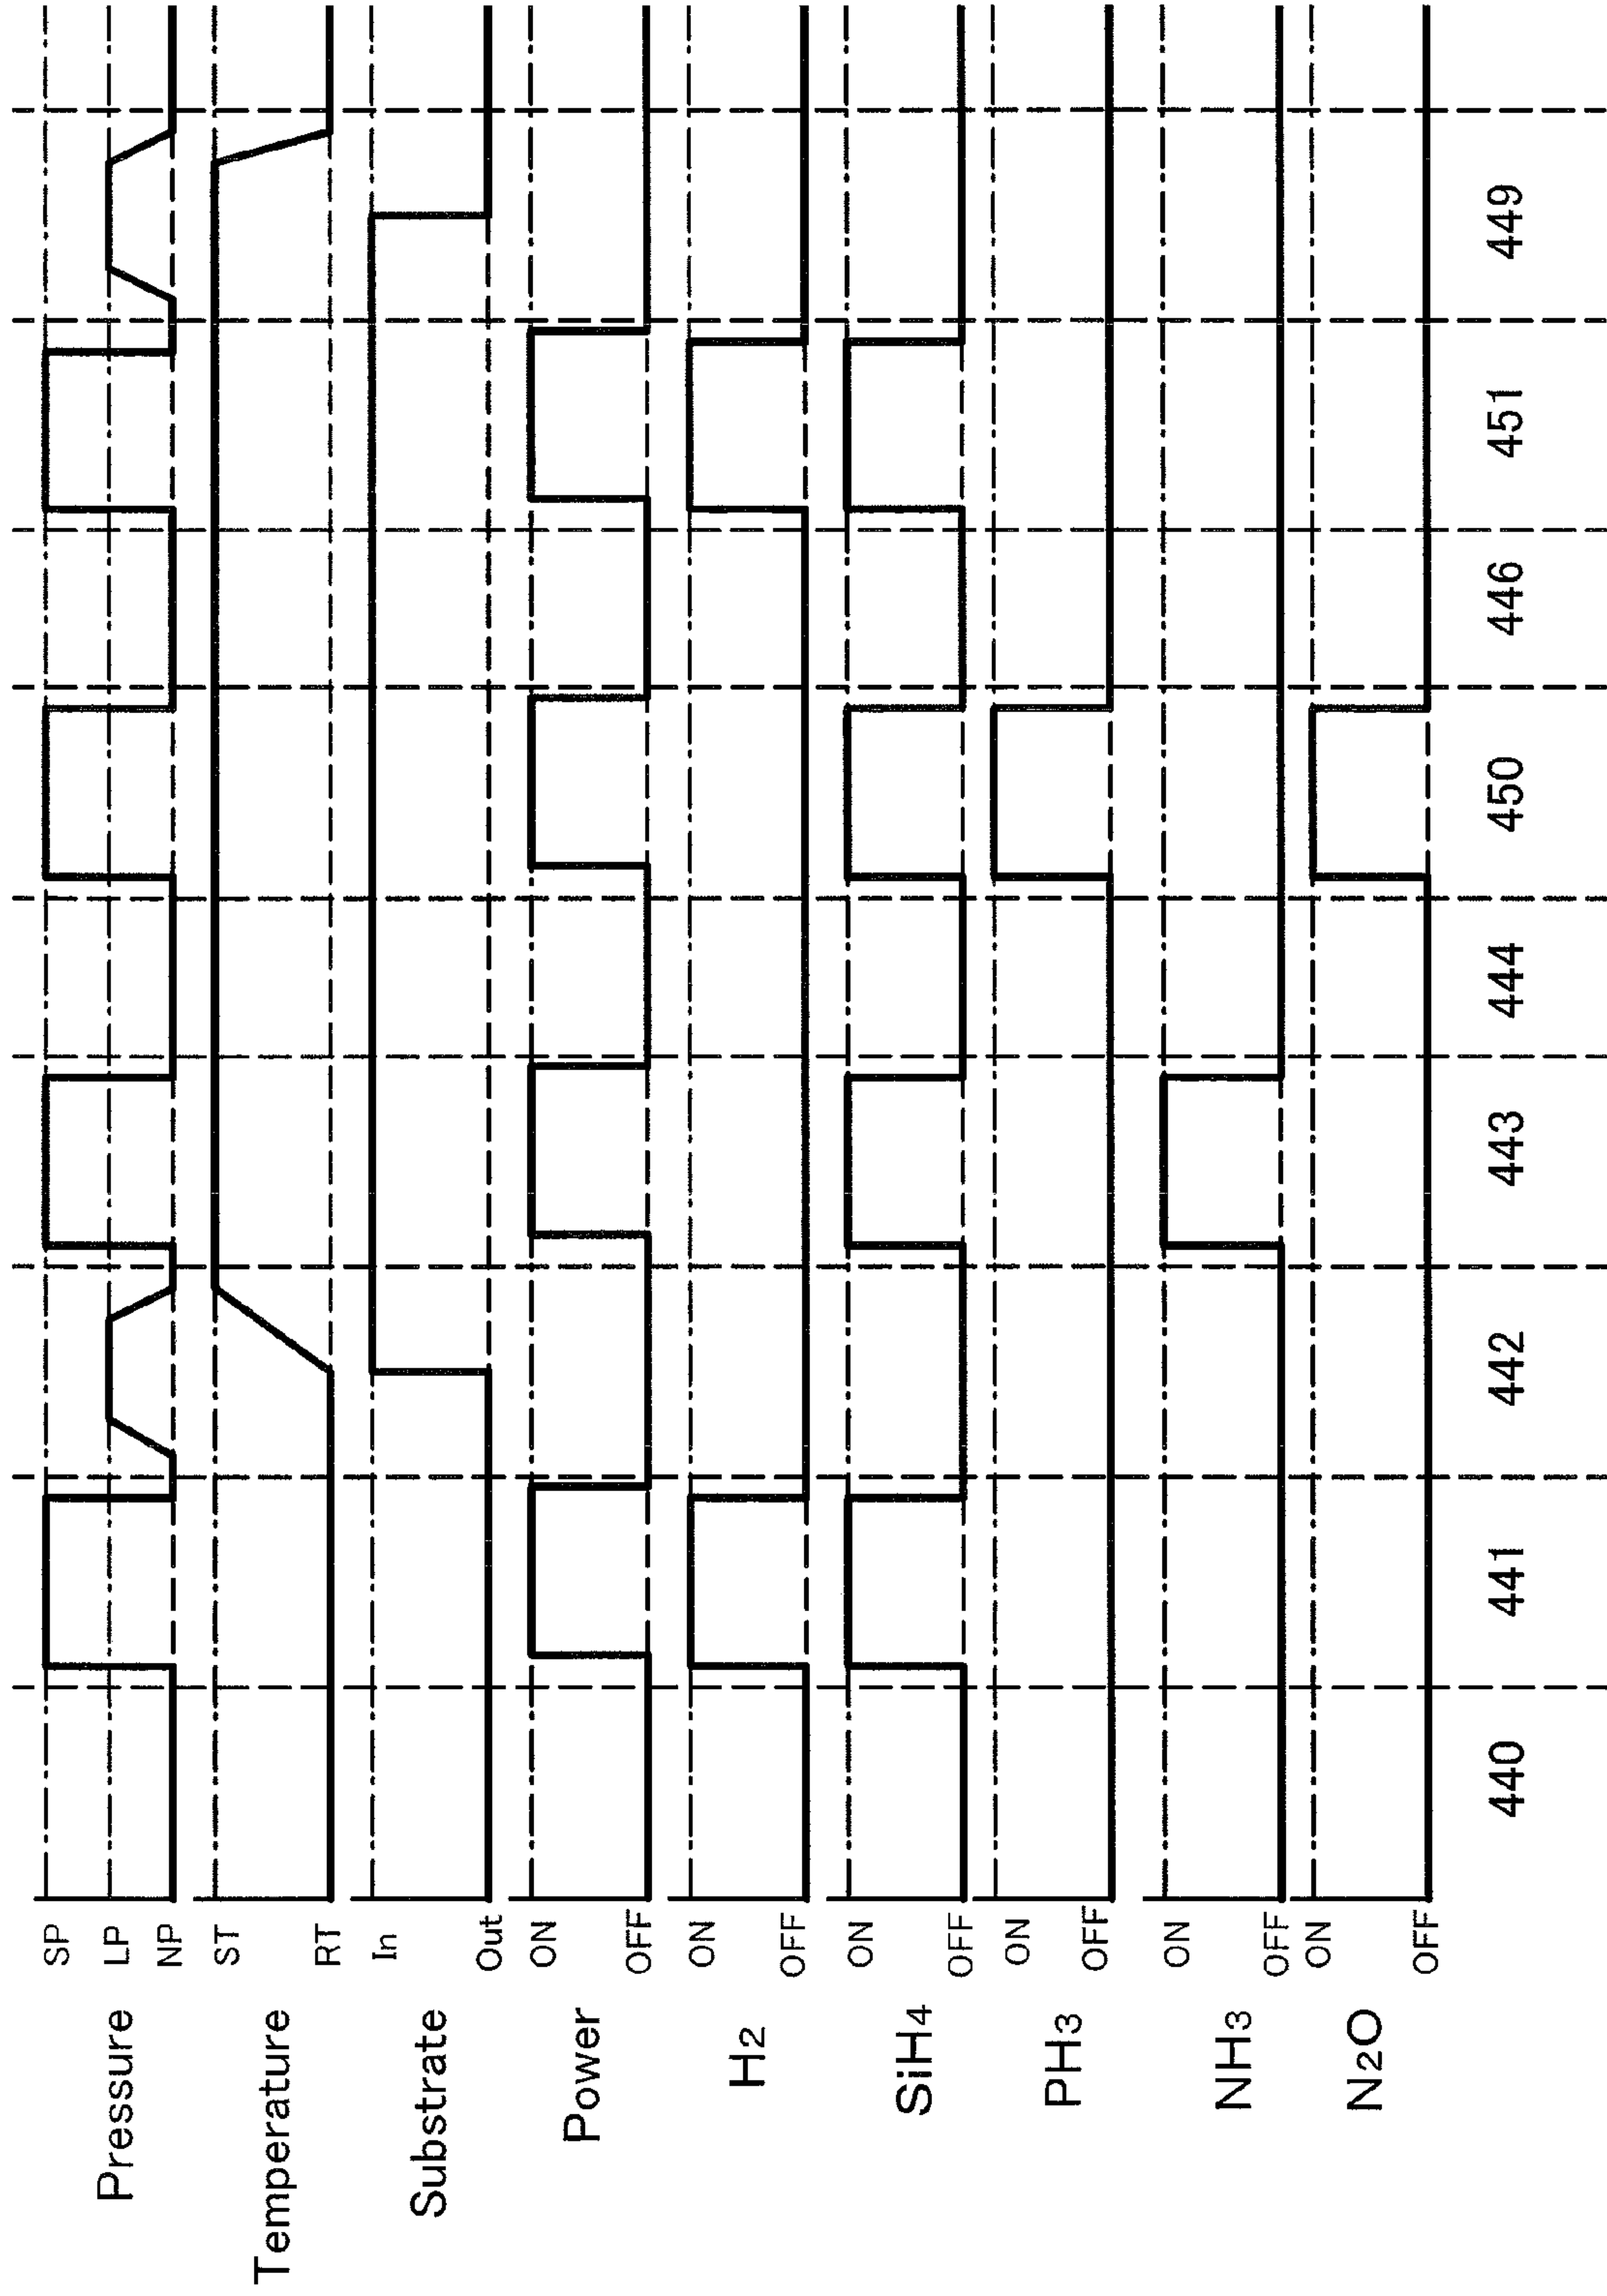 Pressure
SP
LP
NP
Temperature
ST
RT
Substrate
In
Out
Power
ON
OFF
H2
ON
OFF
SiH4
ON
OFF
PH3
ON
OFF
NH3
ON
OFF
N2O
ON
OFF
440 441 442 443 444 450 446 451 449